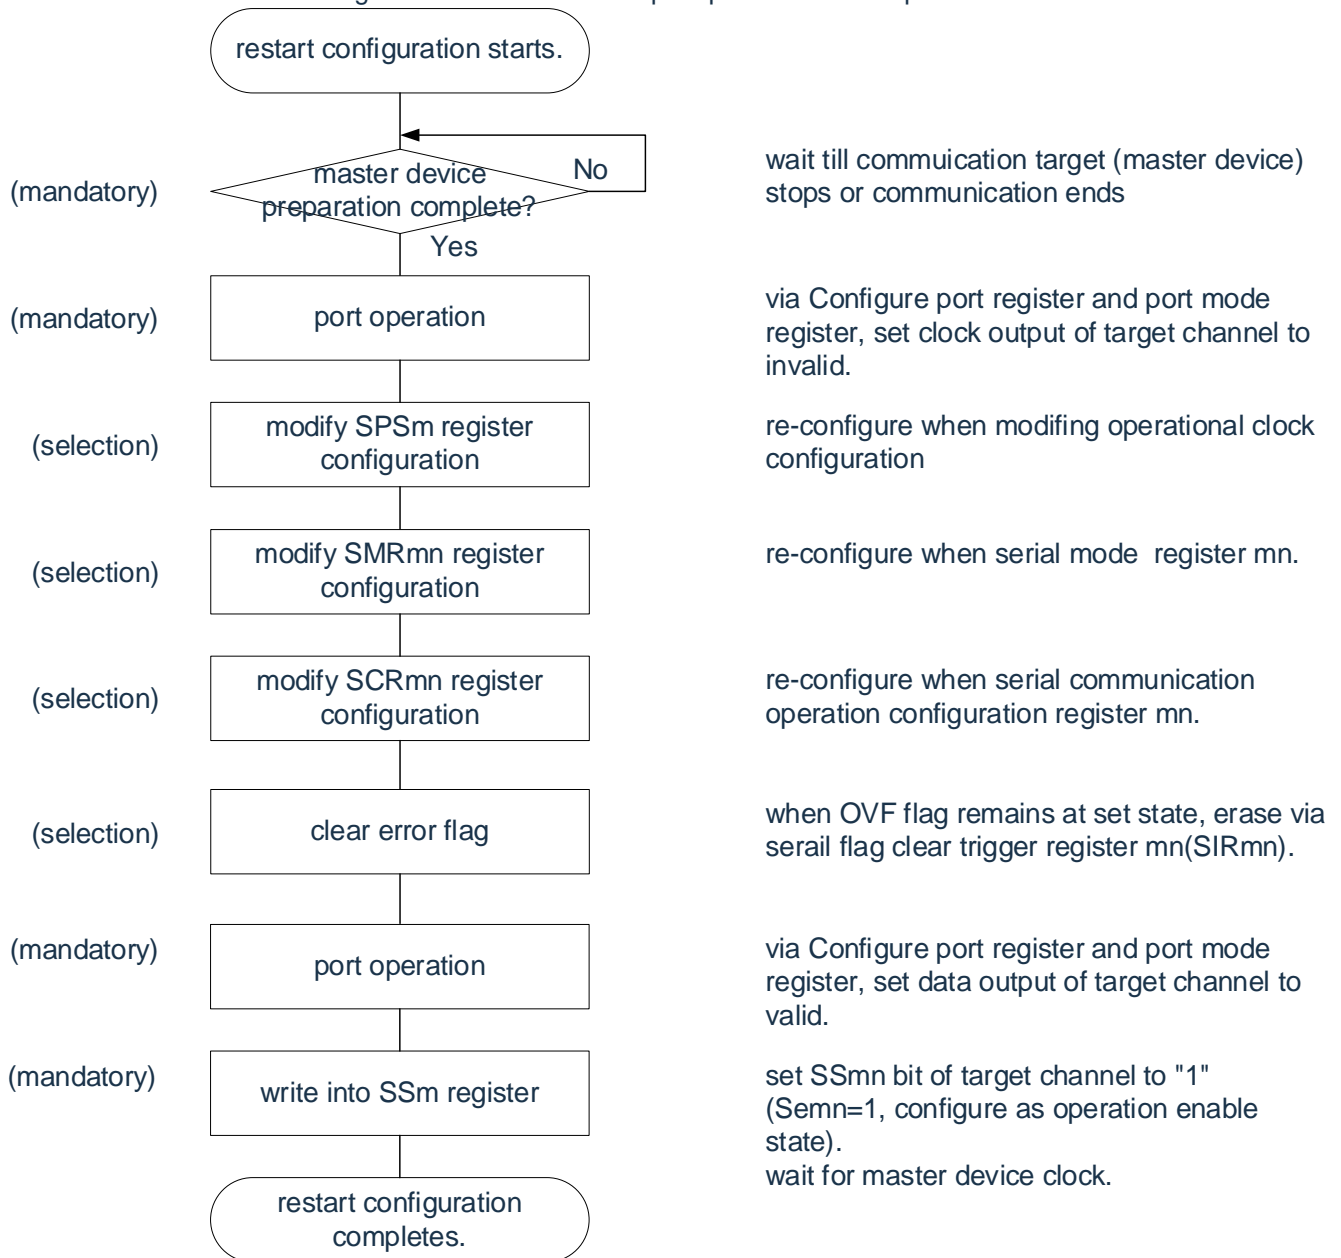 restart configuration starts.
(mandatory)
master device
preparation complete?
No
Yes
wait till commuication target (master device)
stops or communication ends
(mandatory)
port operation
via Configure port register and port mode
register, set clock output of target channel to
invalid.
(selection)
modify SPSm register
configuration
re-configure when modifing operational clock
configuration
(selection)
modify SMRmn register
configuration
re-configure when serial mode  register mn.
(selection)
modify SCRmn register
configuration
re-configure when serial communication
operation configuration register mn.
(selection)
clear error flag
when OVF flag remains at set state, erase via
serail flag clear trigger register mn(SIRmn).
(mandatory)
port operation
via Configure port register and port mode
register, set data output of target channel to
valid.
(mandatory)
write into SSm register
set SSmn bit of target channel to "1"
(Semn=1, configure as operation enable
state).
wait for master device clock.
restart configuration
completes.